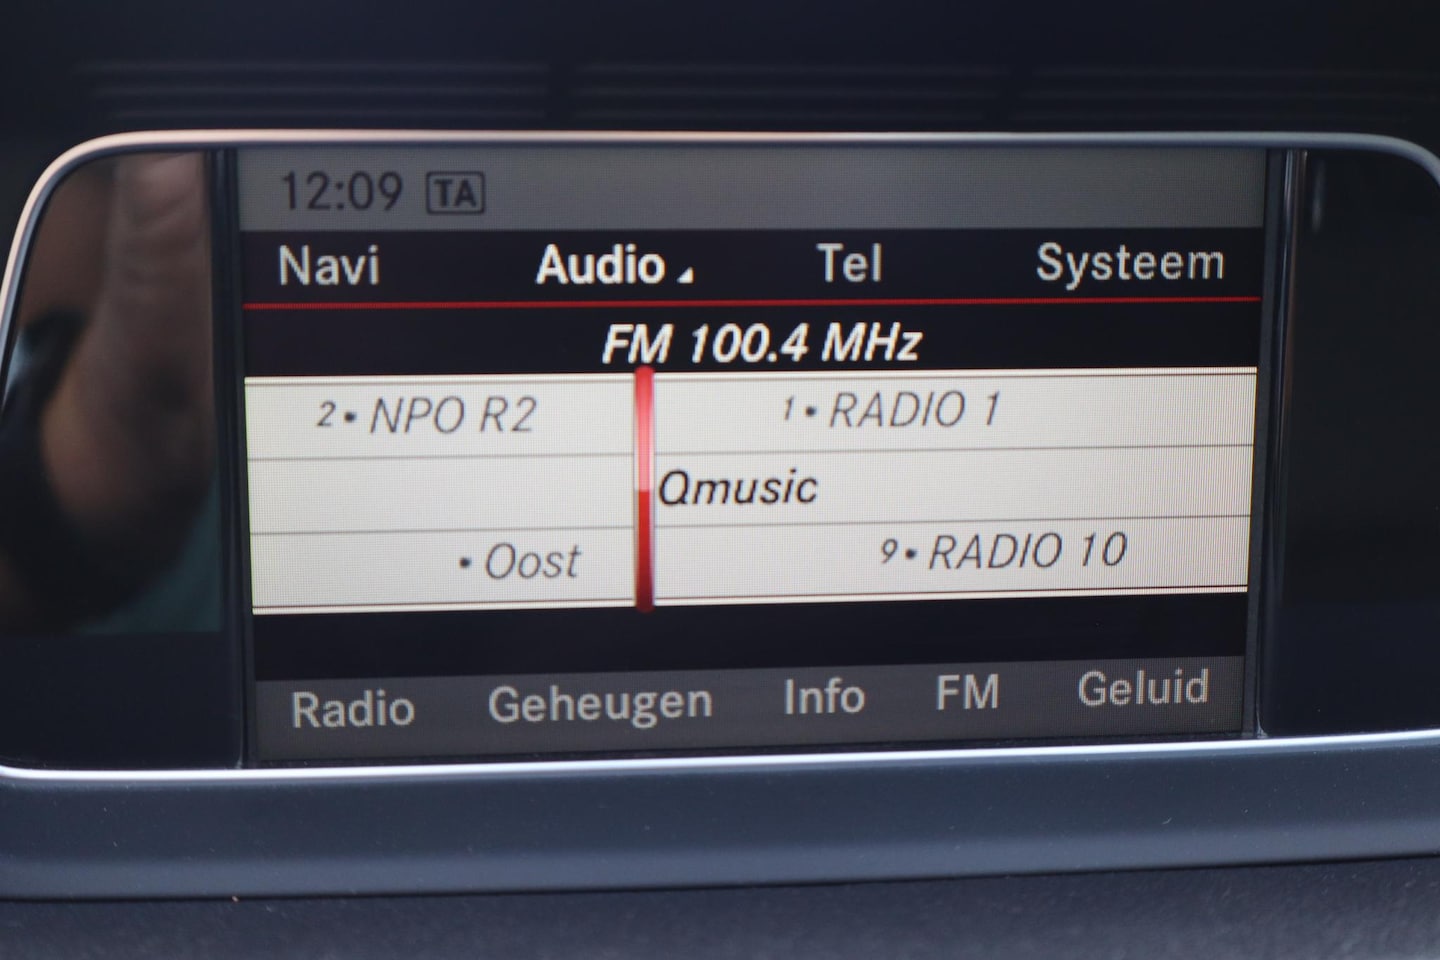 12:09 TA
Navi Audio Tel Systeem
FM 100.4 MHz
2• NPO R2 1• RADIO 1
Qmusic
• Oost 9• RADIO 10
Radio Geheugen Info FM Geluid